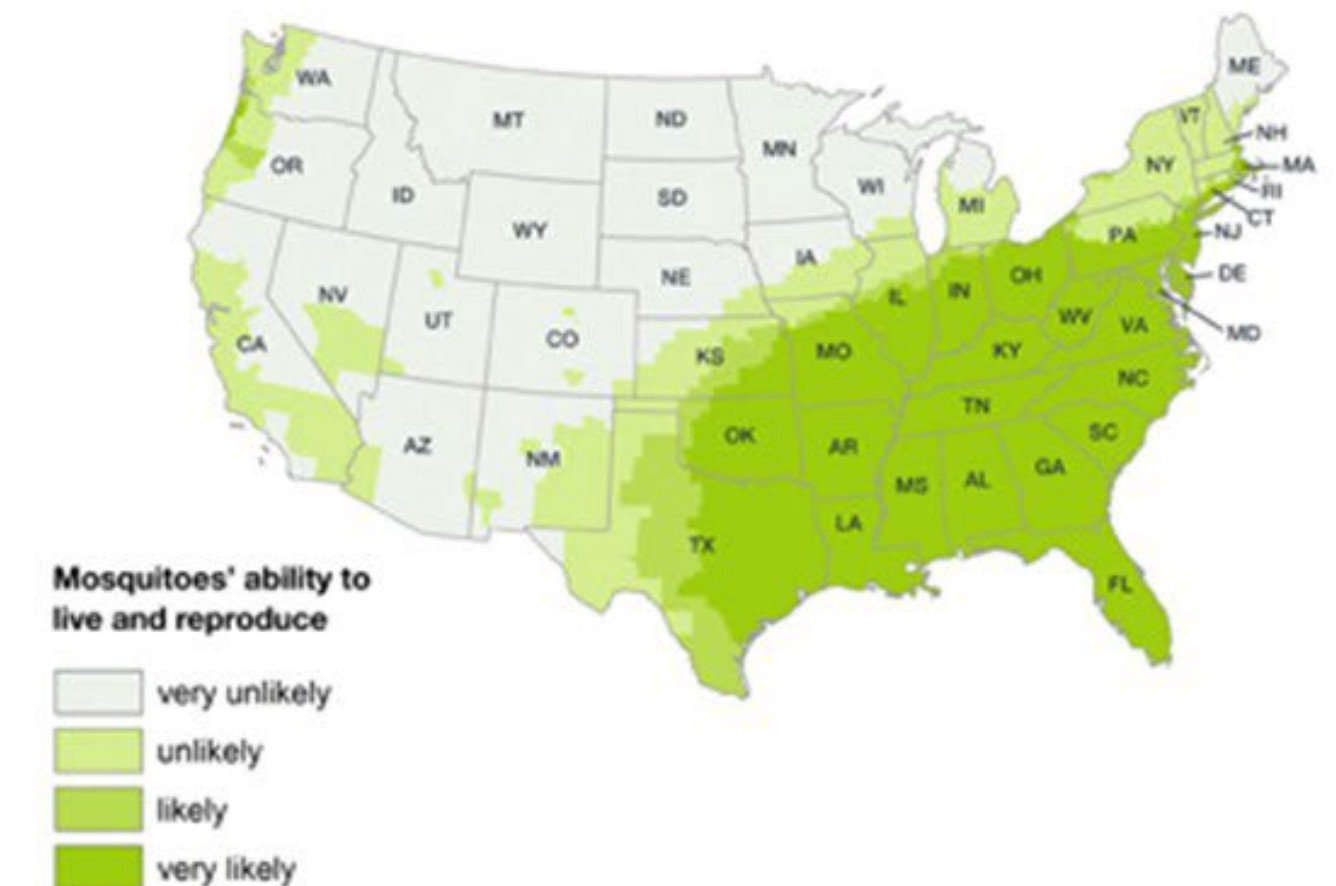 WA
MT
ND
MN
ME
VT
NH
OR
ID
SD
WI
MI
NY
MA
RI
CT
WY
IA
PA
NJ
NV
UT
NE
IL
IN
OH
DE
CA
CO
KS
MO
WV
VA
MD
KY
NC
AZ
NM
OK
AR
TN
SC
TX
LA
MS
AL
GA
FL
Mosquitoes' ability to
live and reproduce
very unlikely
unlikely
likely
very likely